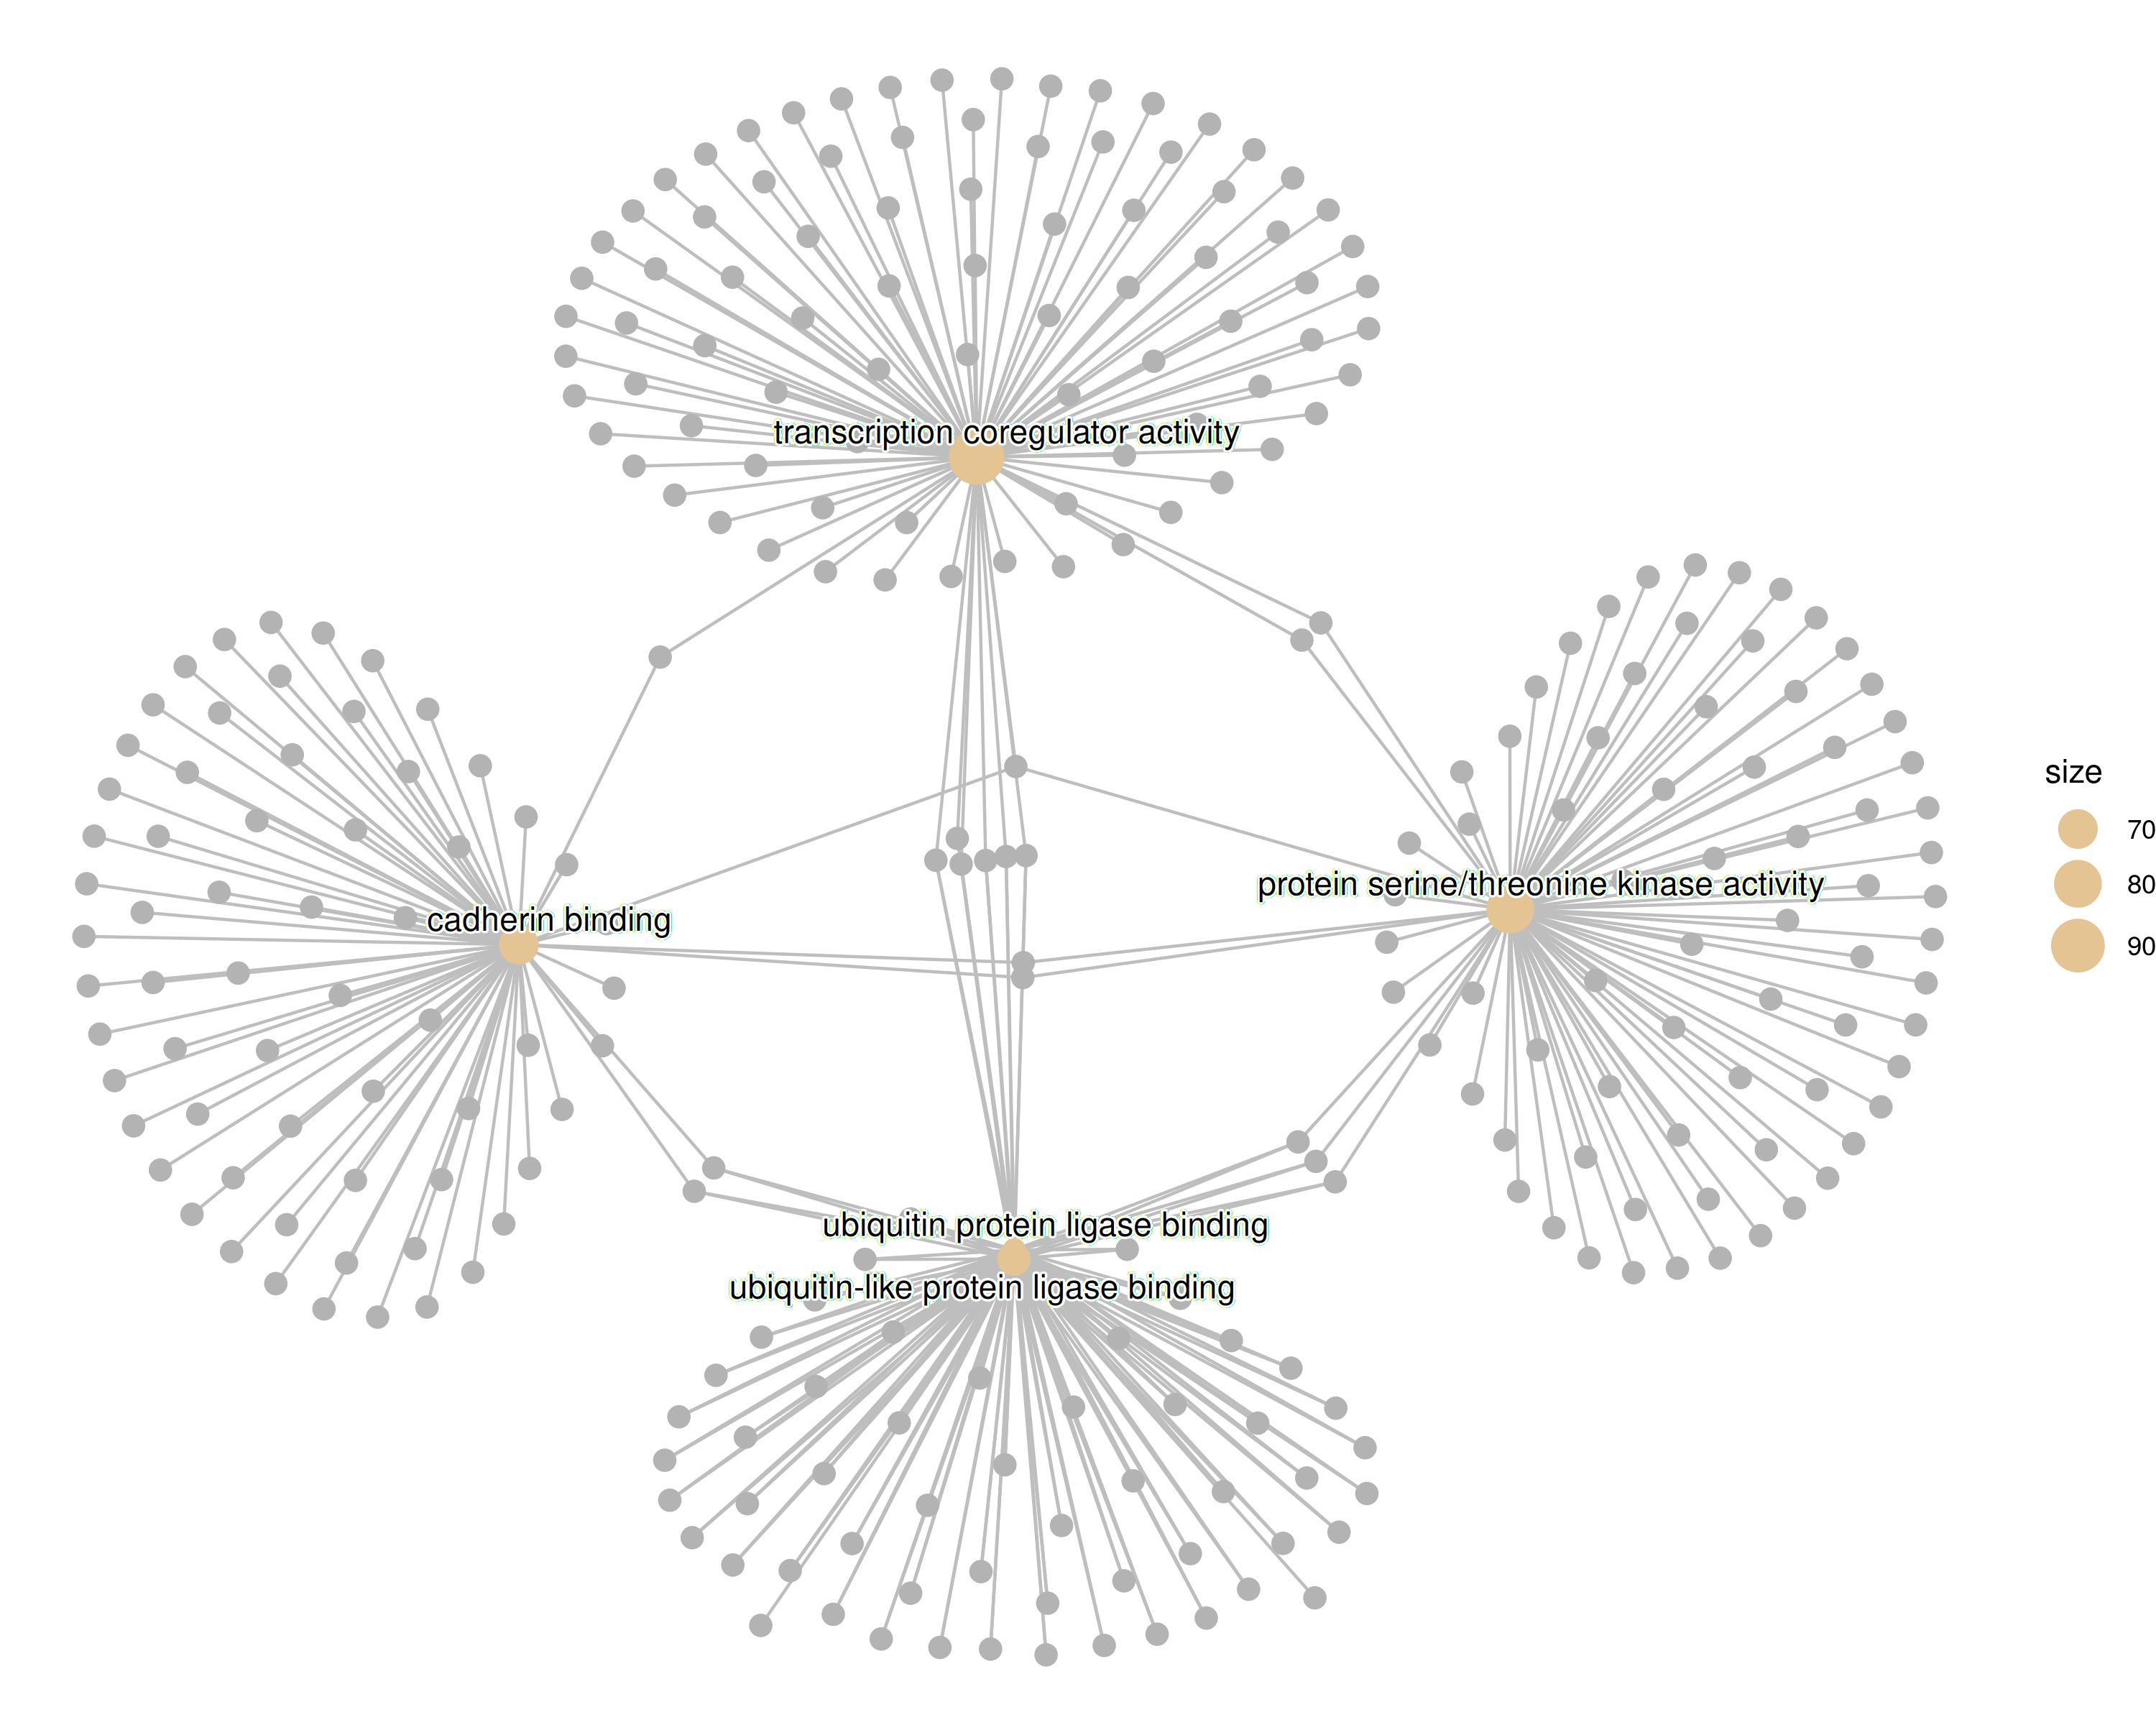 transcription coregulator activity
size
70
protein serine/threonine kinase activity
80
cadherin binding
90
ubiquitin protein ligase binding
ubiquitin-like protein ligase binding